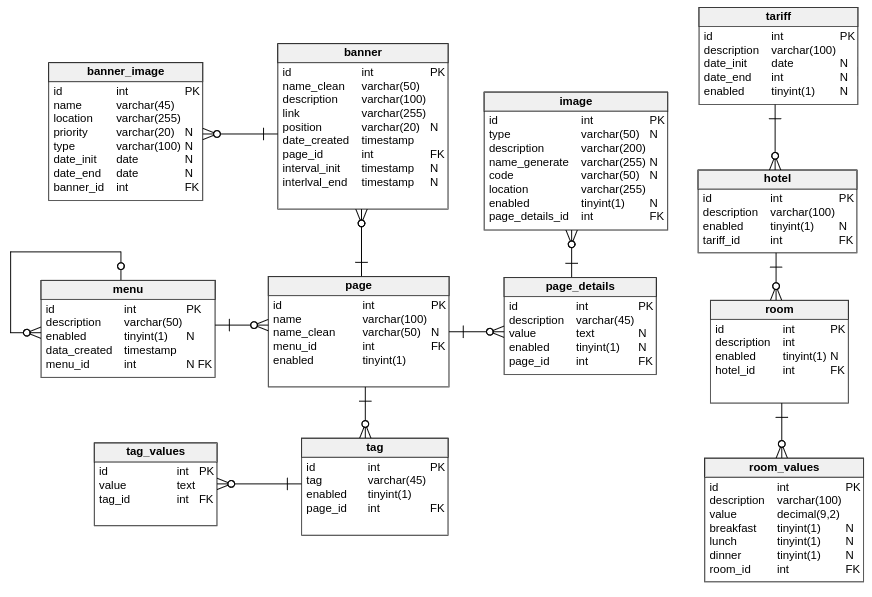 banner_image
id int PK
name varchar(45)
location varchar(255)
priority varchar(20) N
type varchar(100) N
date_init date N
date_end date N
banner_id int FK
banner
id int PK
name_clean varchar(50)
description varchar(100)
link varchar(255)
position varchar(20) N
date_created timestamp
page_id int FK
interval_init timestamp N
interlval_end timestamp N
image
id int PK
type varchar(50) N
description varchar(200)
name_generate varchar(255) N
code varchar(50) N
location varchar(255)
enabled tinyint(1) N
page_details_id int FK
tariff
id int PK
description varchar(100)
date_init date N
date_end int N
enabled tinyint(1) N
hotel
id int PK
description varchar(100)
enabled tinyint(1) N
tariff_id int FK
menu
id int PK
description varchar(50)
enabled tinyint(1) N
data_created timestamp
menu_id int N FK
page
id int PK
name varchar(100)
name_clean varchar(50) N
menu_id int FK
enabled tinyint(1)
page_details
id int PK
description varchar(45)
value text N
enabled tinyint(1) N
page_id int FK
room
id int PK
description int
enabled tinyint(1) N
hotel_id int FK
tag_values
id int PK
value text
tag_id int FK
tag
id int PK
tag varchar(45)
enabled tinyint(1)
page_id int FK
room_values
id int PK
description varchar(100)
value decimal(9,2)
breakfast tinyint(1) N
lunch tinyint(1) N
dinner tinyint(1) N
room_id int FK